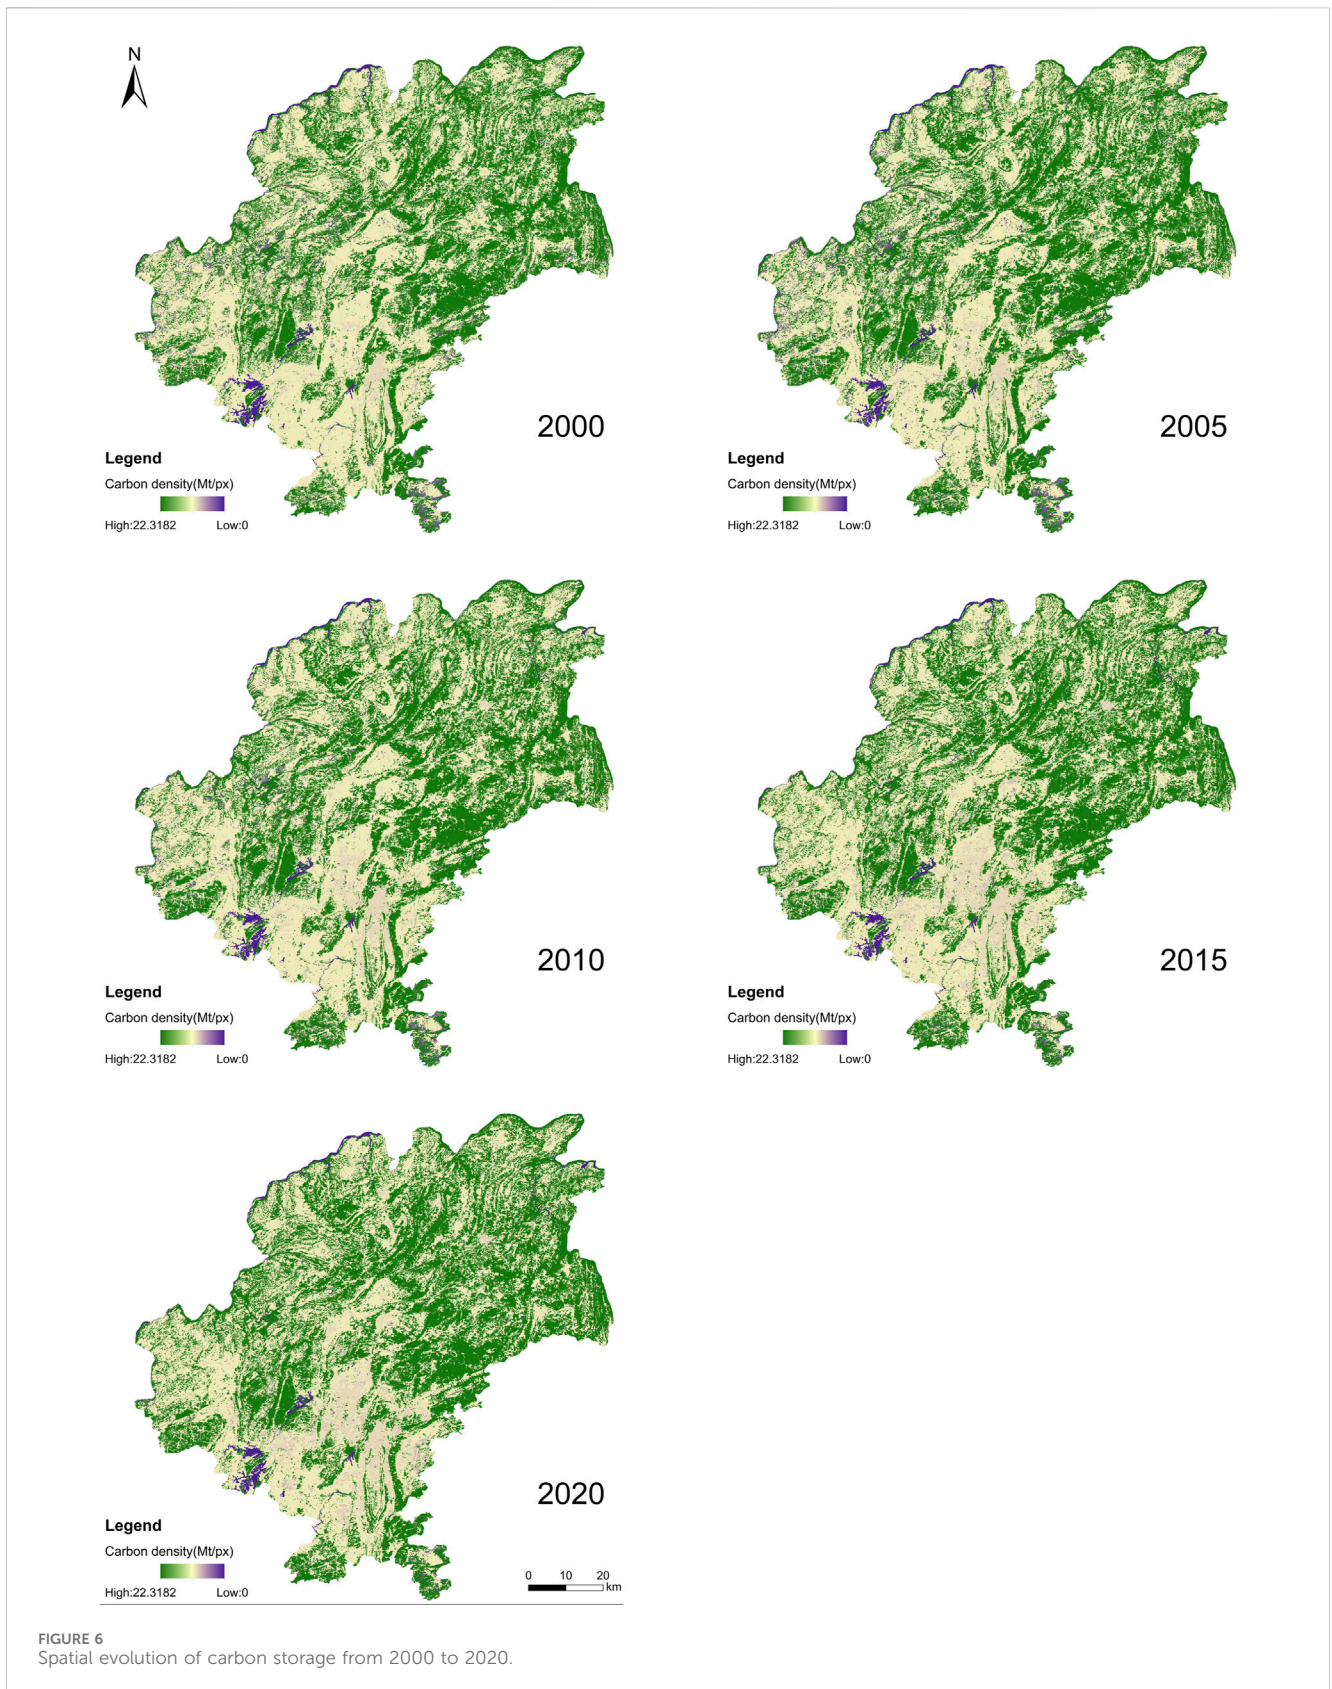 N
2000
Legend
Carbon density(Mt/px)
High:22.3182 Low:0
2005
Legend
Carbon density(Mt/px)
High:22.3182 Low:0
2010
Legend
Carbon density(Mt/px)
High:22.3182 Low:0
2015
Legend
Carbon density(Mt/px)
High:22.3182 Low:0
2020
Legend
Carbon density(Mt/px)
High:22.3182 Low:0
0 10 20
km
FIGURE 6
Spatial evolution of carbon storage from 2000 to 2020.